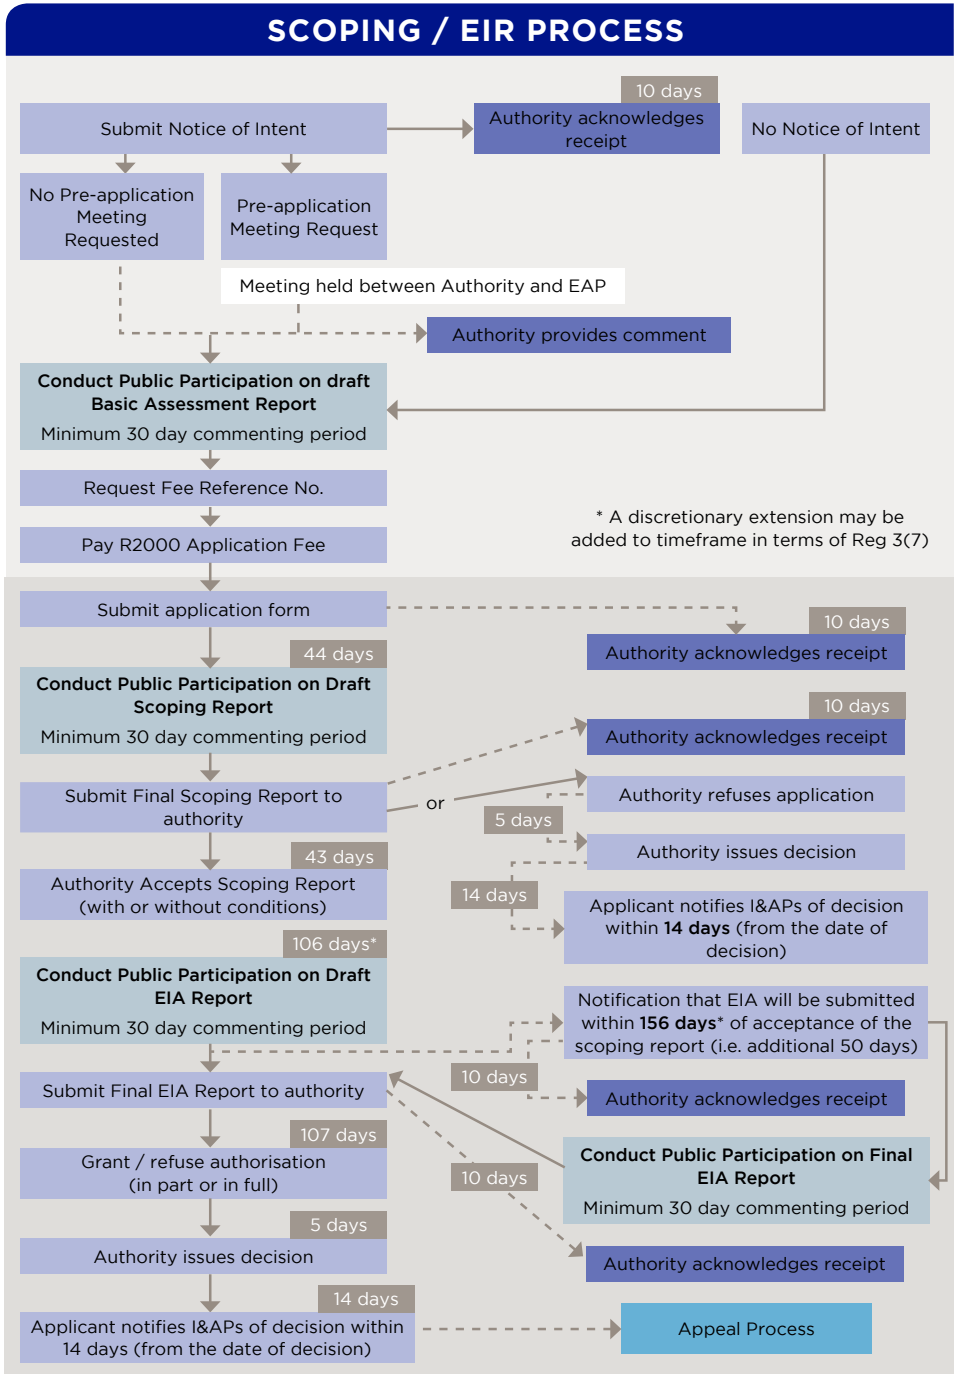 SCOPING / EIR PROCESS
10 days
Submit Notice of Intent
Authority acknowledges
receipt
No Notice of Intent
No Pre-application
Meeting
Requested
Pre-application
Meeting Request
Meeting held between Authority and EAP
Authority provides comment
Conduct Public Participation on draft
Basic Assessment Report
Minimum 30 day commenting period
Request Fee Reference No.
Pay R2000 Application Fee
* A discretionary extension may be
added to timeframe in terms of Reg 3(7)
Submit application form
10 days
Authority acknowledges receipt
44 days
Conduct Public Participation on Draft
Scoping Report
Minimum 30 day commenting period
10 days
Authority acknowledges receipt
Submit Final Scoping Report to
authority
or
Authority refuses application
5 days
Authority issues decision
43 days
Authority Accepts Scoping Report
(with or without conditions)
14 days
Applicant notifies I&APs of decision
within 14 days (from the date of
decision)
106 days*
Conduct Public Participation on Draft
EIA Report
Minimum 30 day commenting period
Notification that EIA will be submitted
within 156 days* of acceptance of the
scoping report (i.e. additional 50 days)
10 days
Authority acknowledges receipt
Submit Final EIA Report to authority
107 days
Grant / refuse authorisation
(in part or in full)
Conduct Public Participation on Final
EIA Report
Minimum 30 day commenting period
10 days
Authority acknowledges receipt
5 days
Authority issues decision
14 days
Applicant notifies I&APs of decision within
14 days (from the date of decision)
Appeal Process